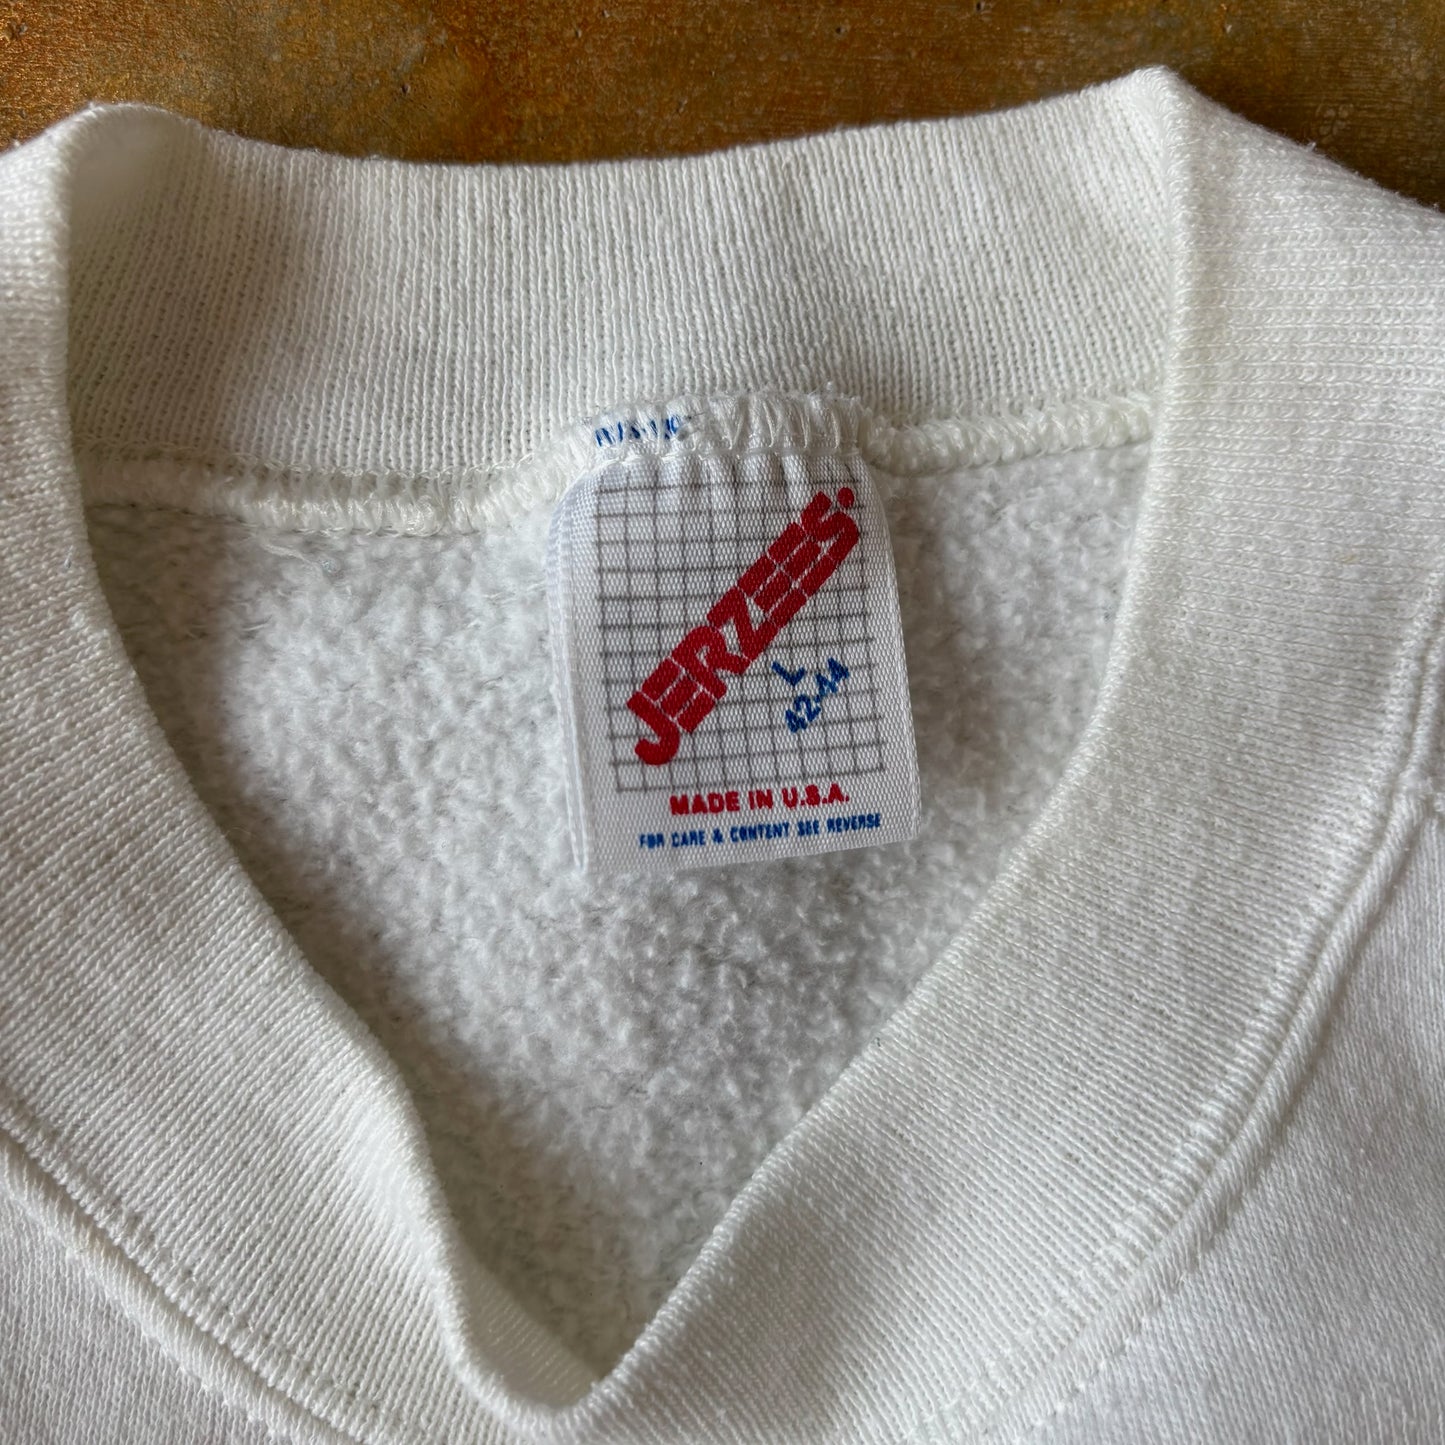 JERZEES.
L
42-44
MADE IN U.S.A.
FOR CARE & CONTENT SEE REVERSE